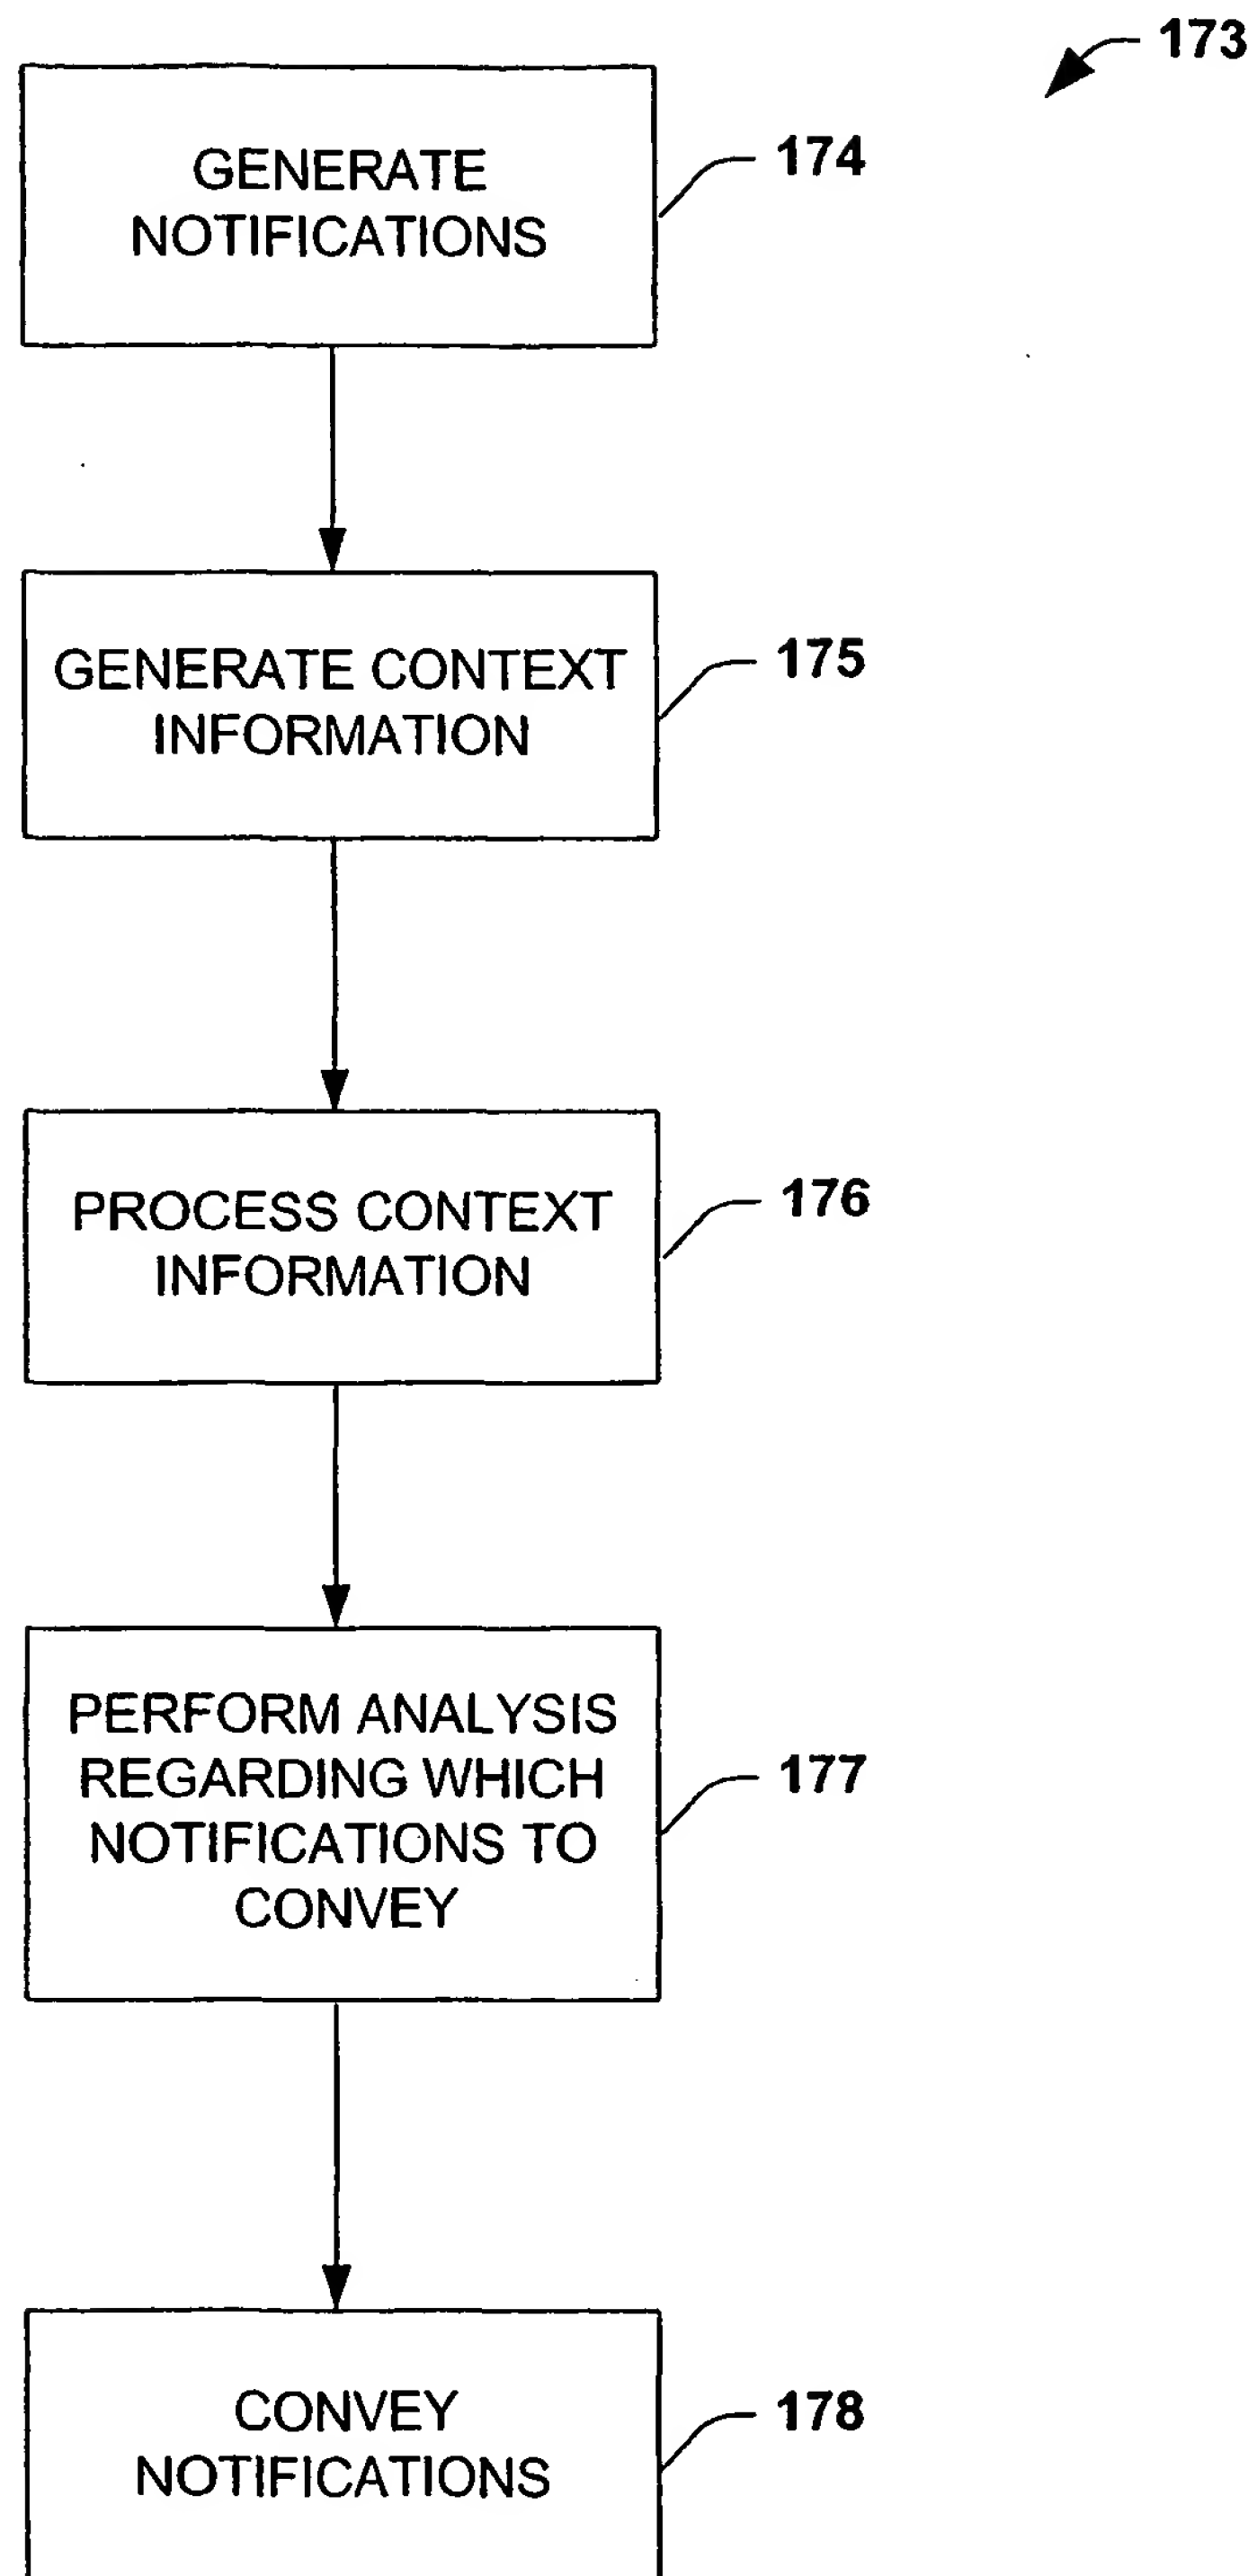 173
GENERATE
NOTIFICATIONS
174
GENERATE CONTEXT
INFORMATION
175
PROCESS CONTEXT
INFORMATION
176
PERFORM ANALYSIS
REGARDING WHICH
NOTIFICATIONS TO
CONVEY
177
CONVEY
NOTIFICATIONS
178